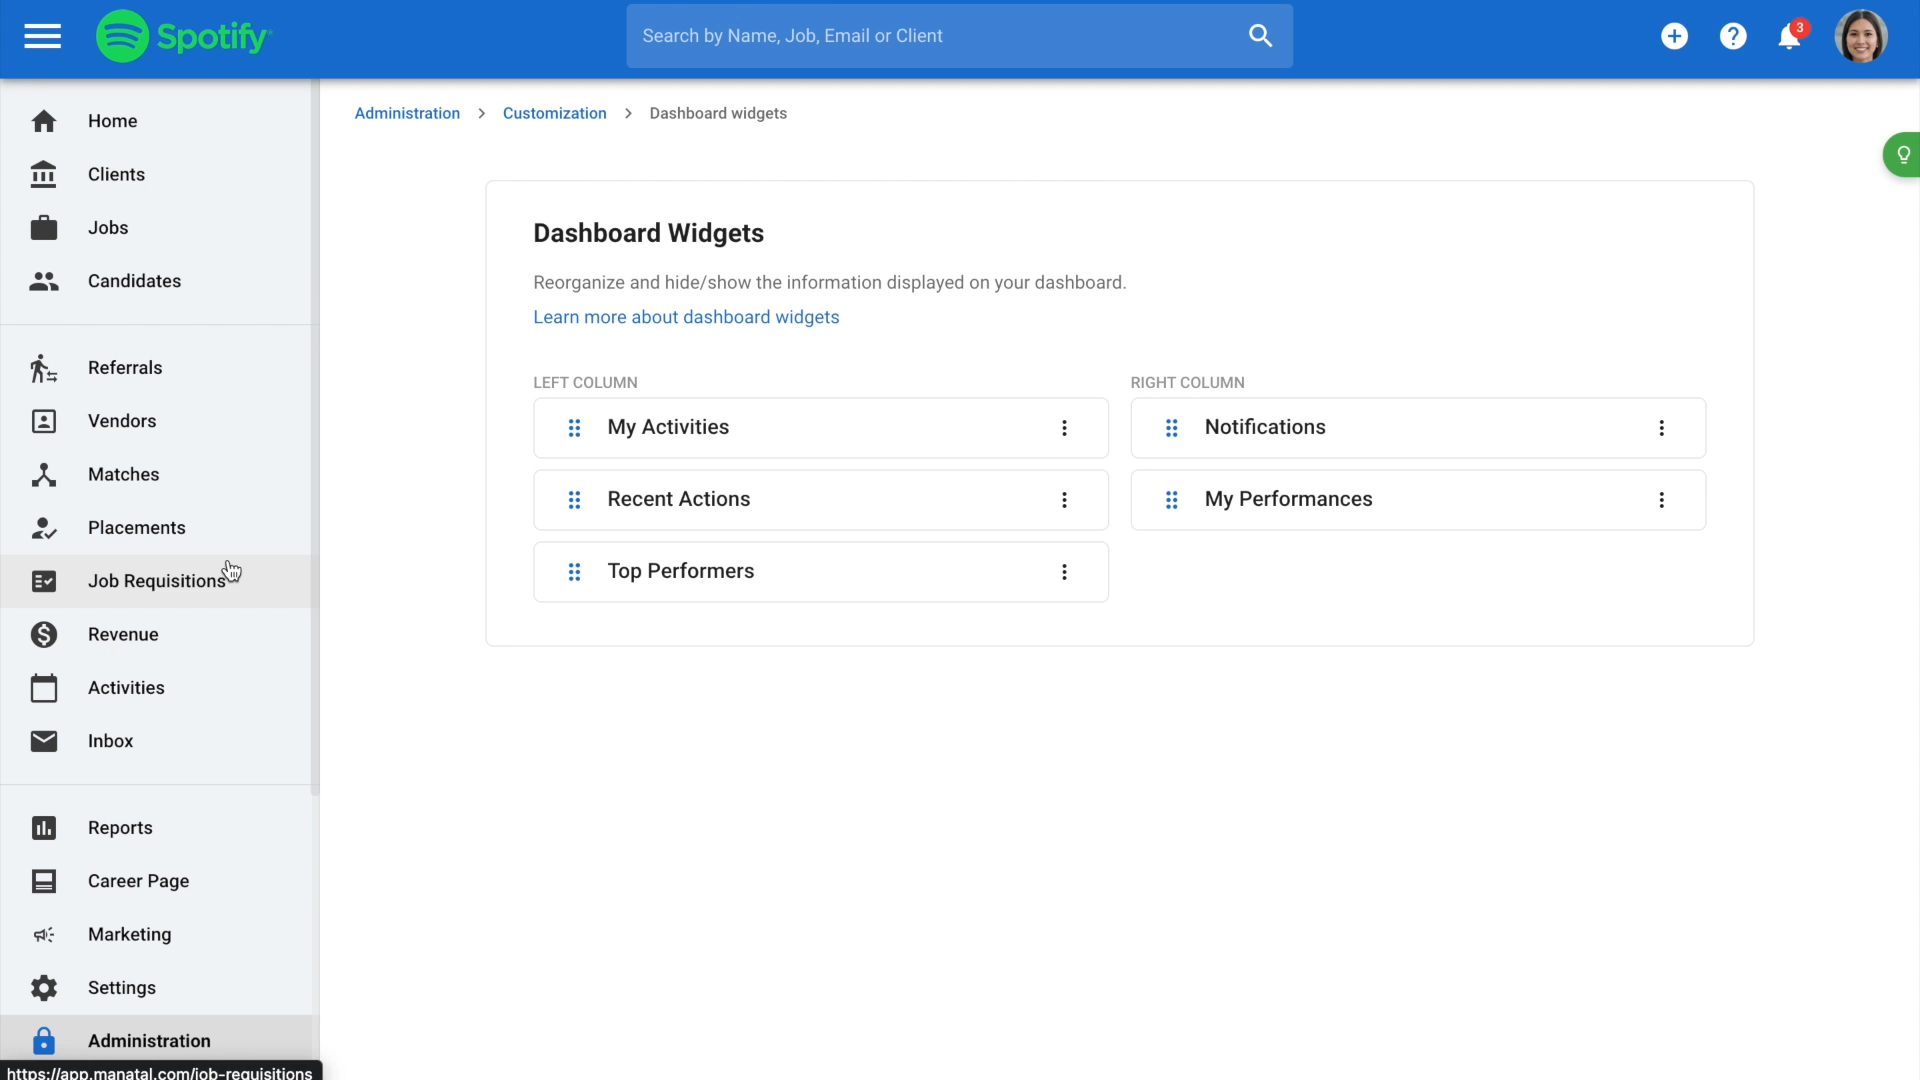 Spotify
Search by Name, Job, Email or Client
3
Home
Clients
Jobs
Candidates
Referrals
Vendors
Matches
Placements
Job Requisitions
Revenue
Activities
Inbox
Reports
Career Page
Marketing
Settings
Administration
https://app.manatal.com/job-requisitions
Administration > Customization > Dashboard widgets
Dashboard Widgets
Reorganize and hide/show the information displayed on your dashboard.
Learn more about dashboard widgets
LEFT COLUMN
My Activities
Recent Actions
Top Performers
RIGHT COLUMN
Notifications
My Performances